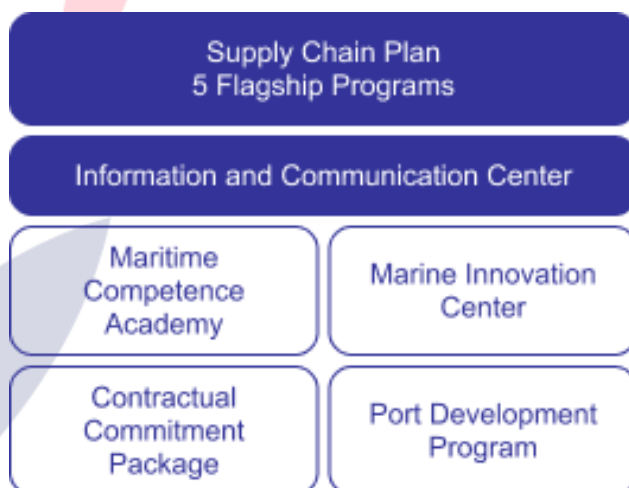 Supply Chain Plan
5 Flagship Programs
Information and Communication Center
Maritime
Competence
Academy
Marine Innovation
Center
Contractual
Commitment
Package
Port Development
Program